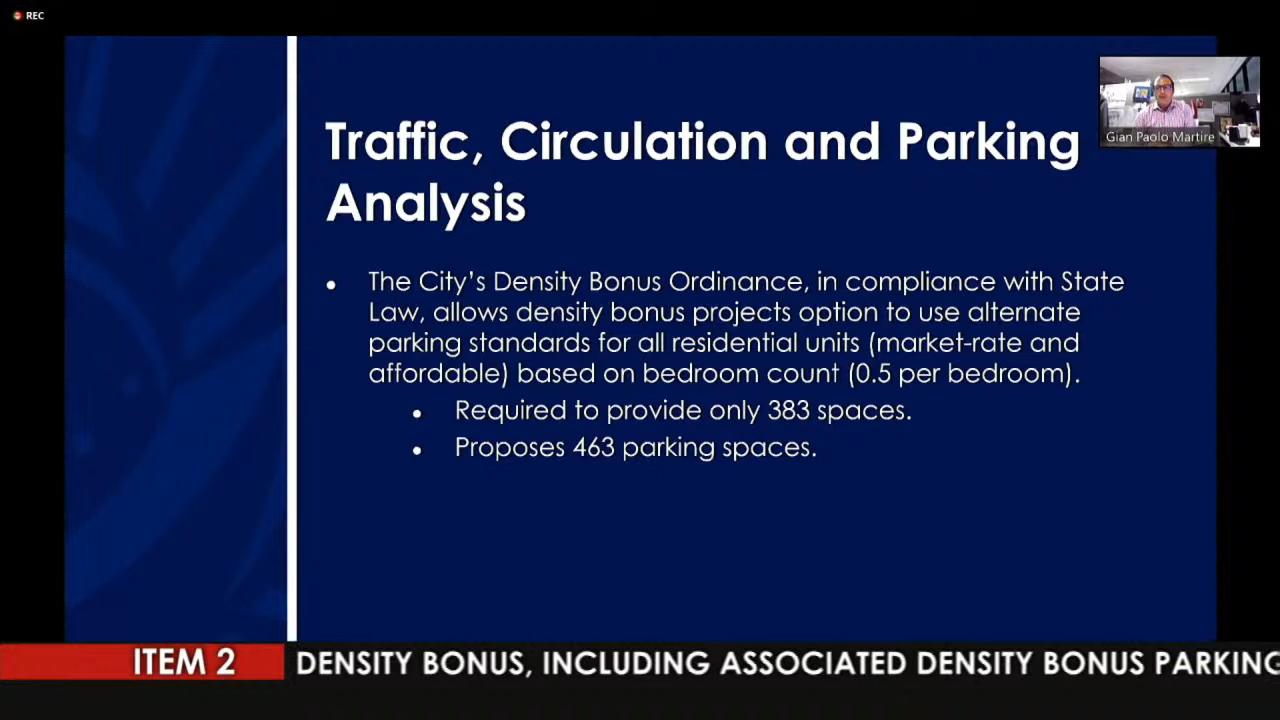 REC
Traffic, Circulation and Parking
Analysis
Gian Paolo Martire
• The City's Density Bonus Ordinance, in compliance with State
Law, allows density bonus projects option to use alternate
parking standards for all residential units (market-rate and
affordable) based on bedroom count (0.5 per bedroom).
• Required to provide only 383 spaces.
• Proposes 463 parking spaces.
ITEM 2
DENSITY BONUS, INCLUDING ASSOCIATED DENSITY BONUS PARKING